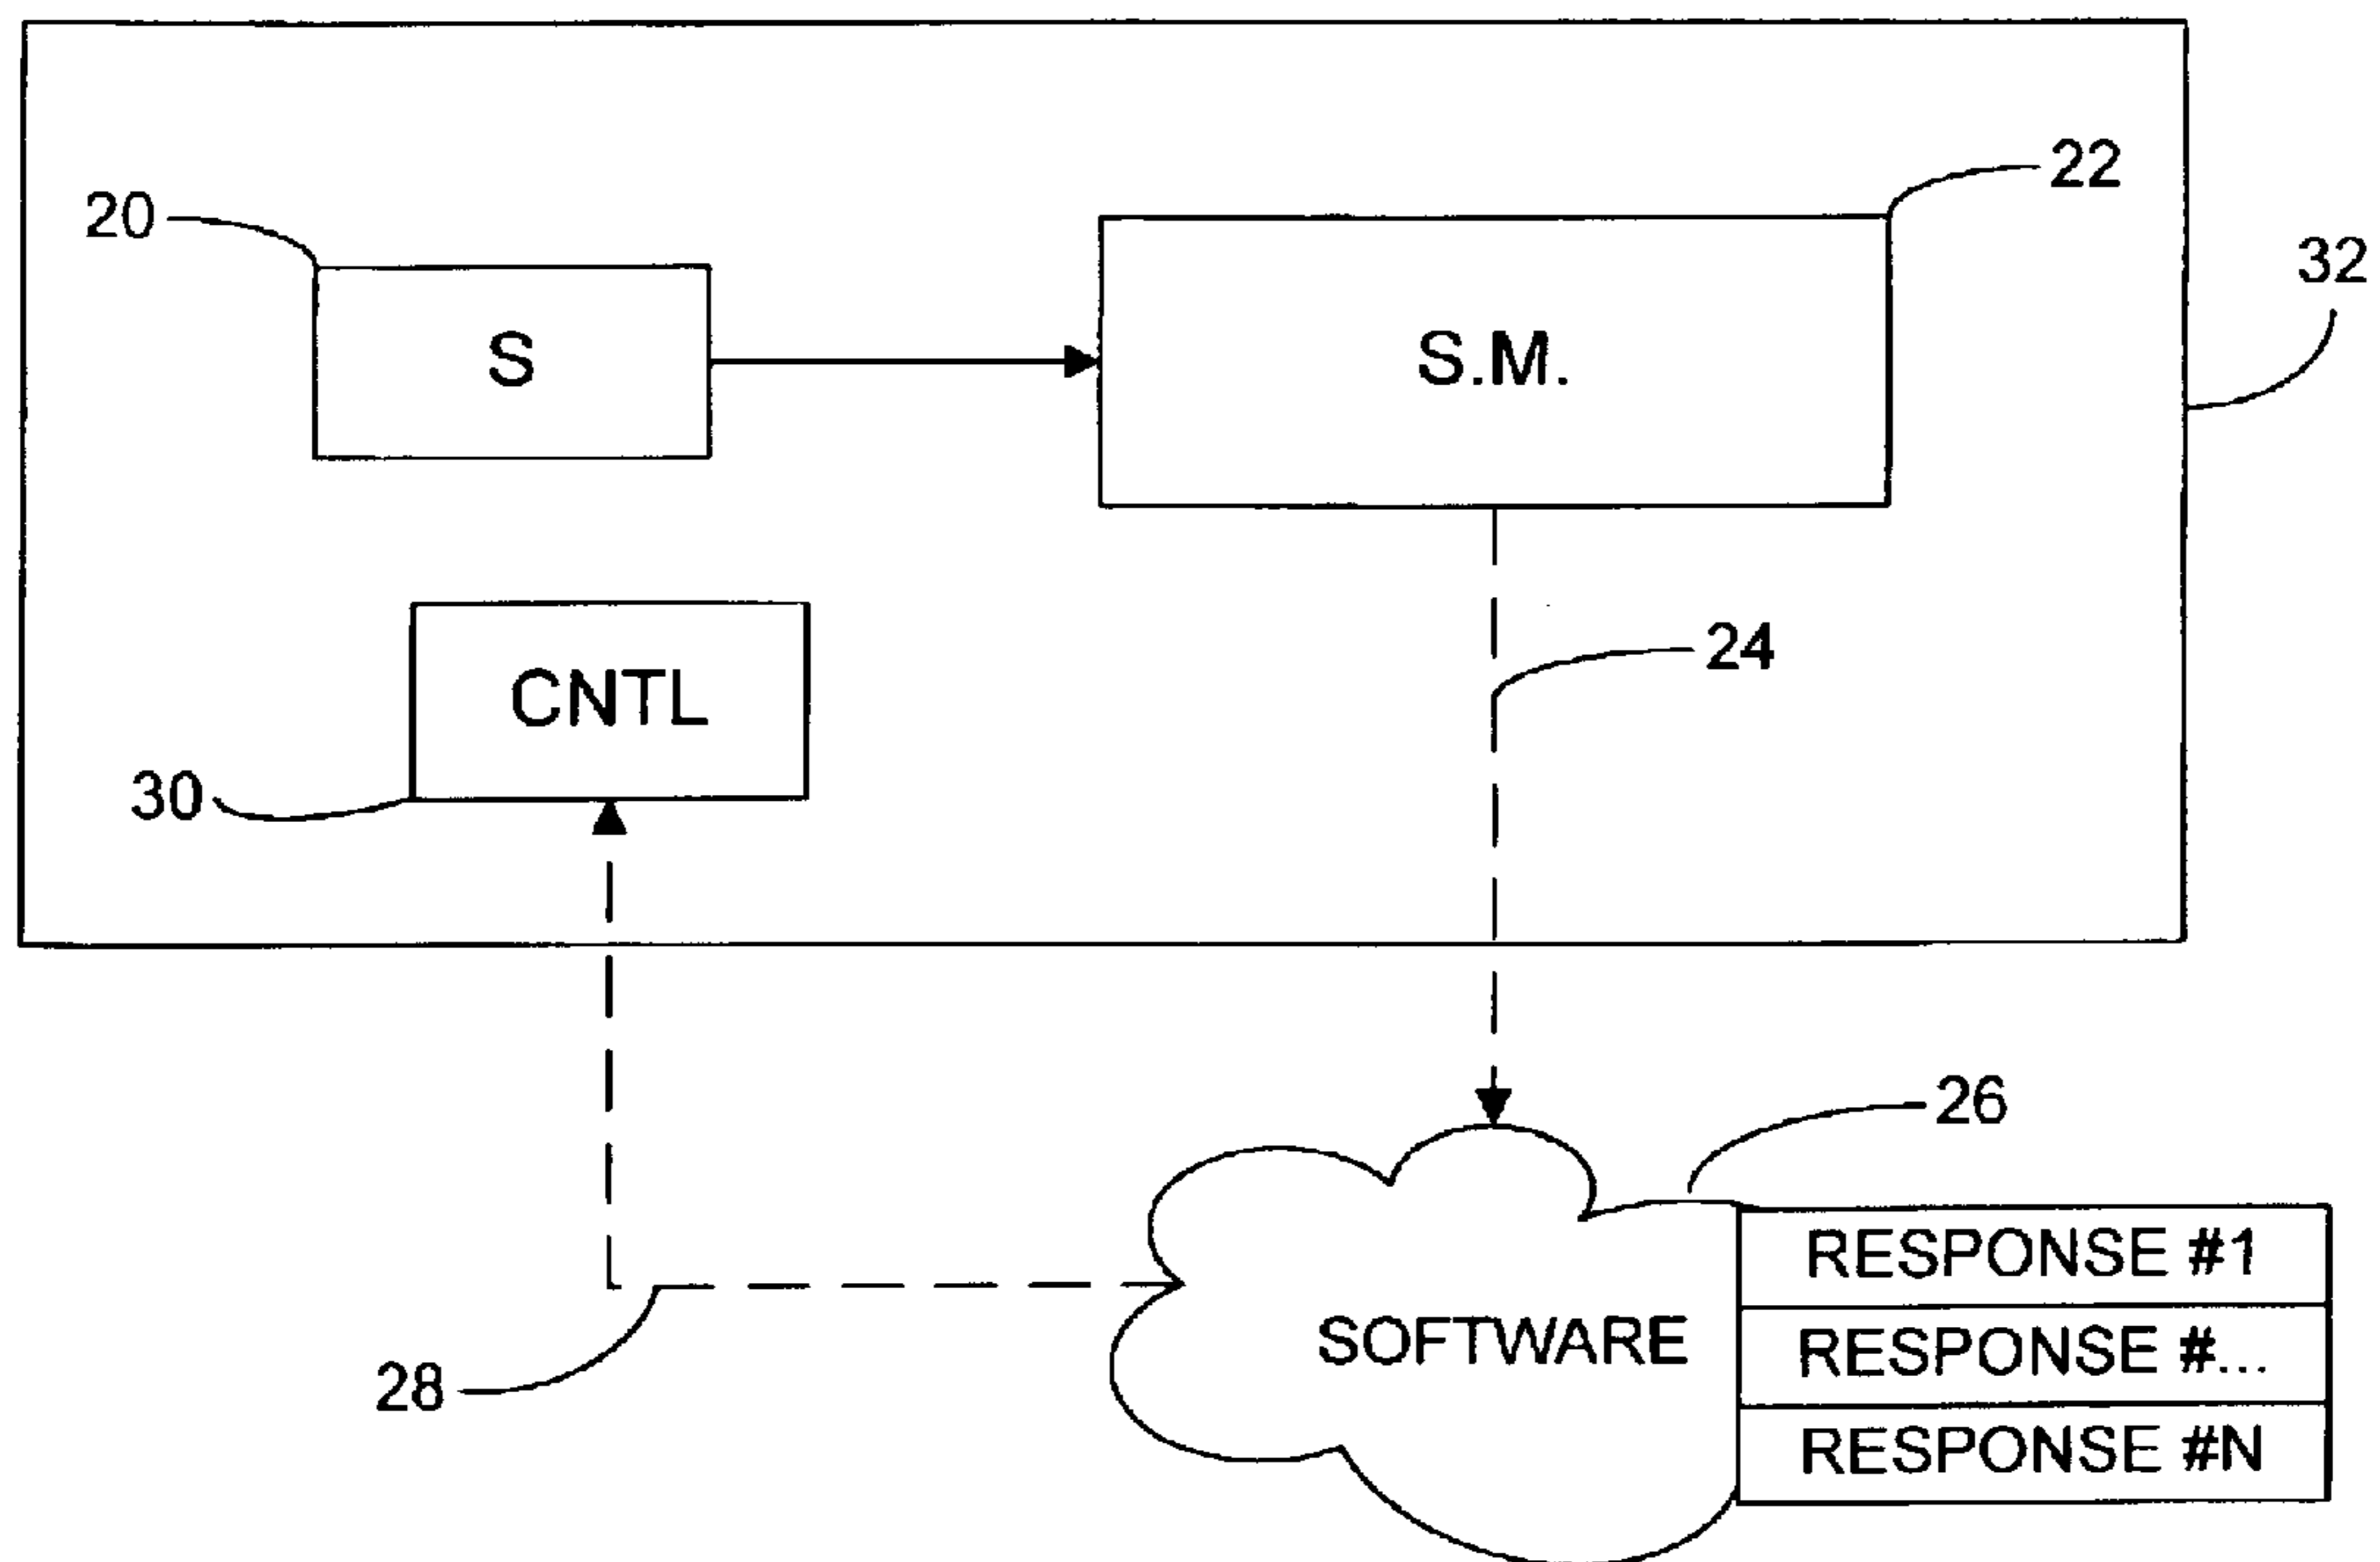 22
20
32
S
S.M.
24
CNTL
30
26
RESPONSE #1
SOFTWARE
RESPONSE #...
28
RESPONSE #N